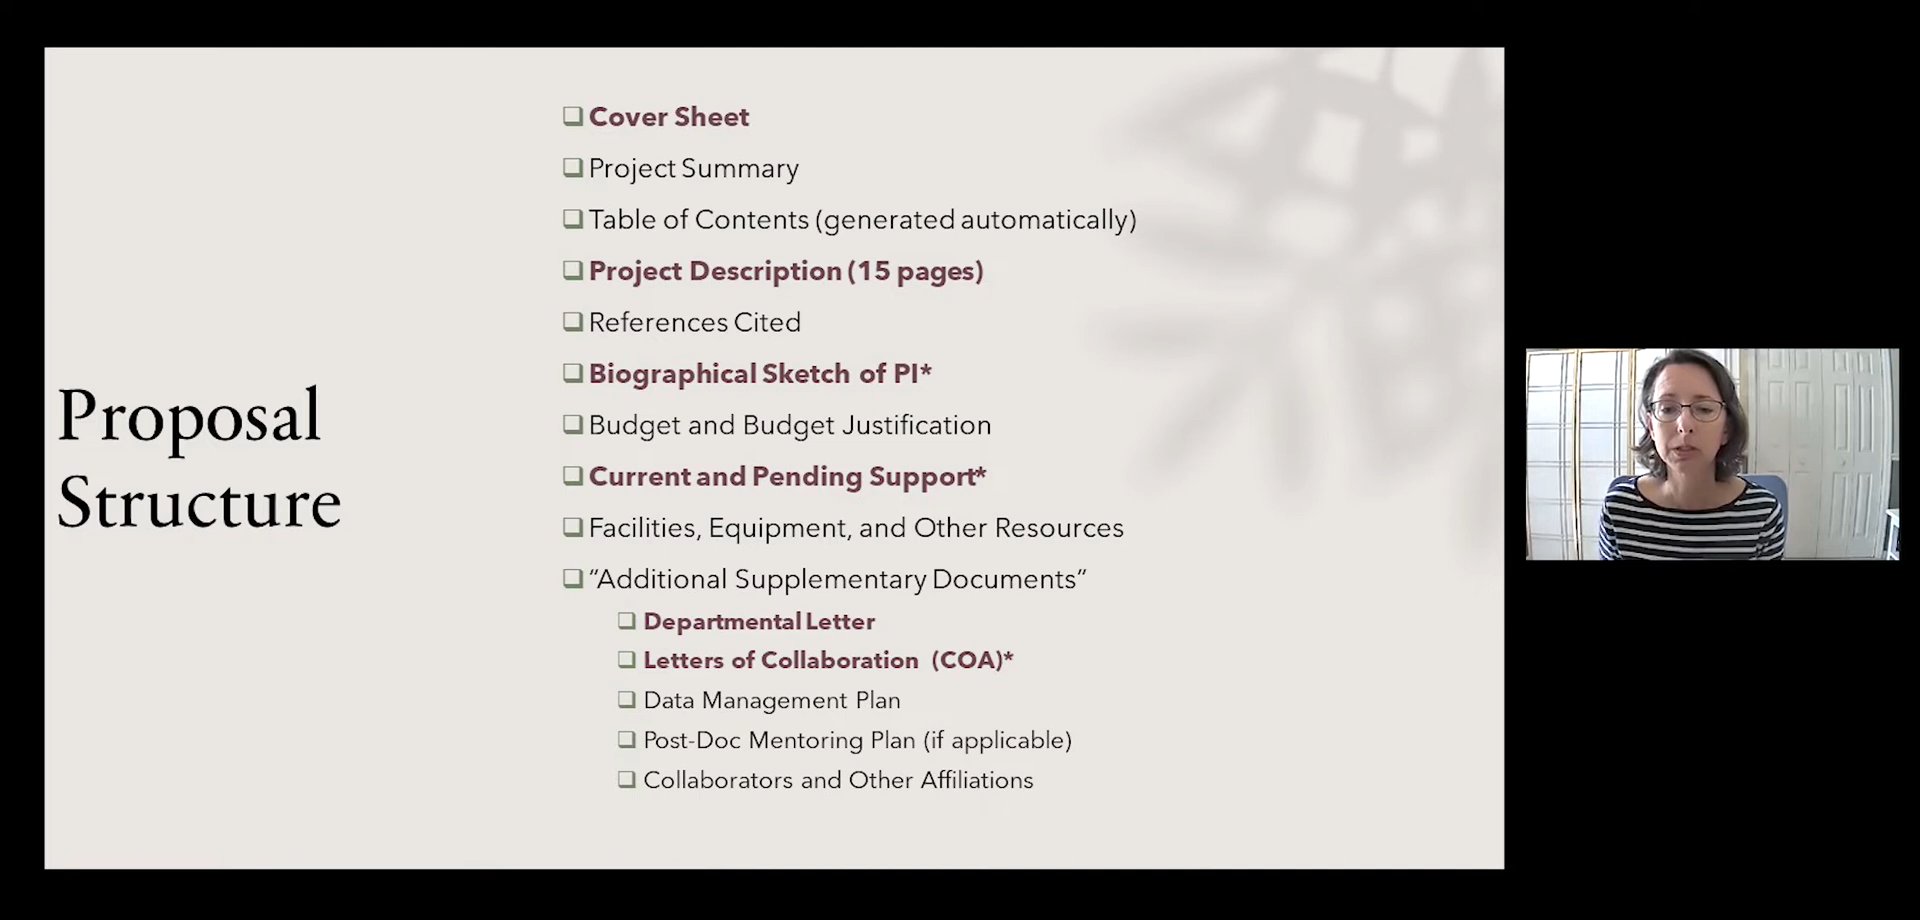 Proposal
Structure
Cover Sheet
Project Summary
Table of Contents (generated automatically)
Project Description (15 pages)
References Cited
Biographical Sketch of PI*
Budget and Budget Justification
Current and Pending Support*
Facilities, Equipment, and Other Resources
“Additional Supplementary Documents”
Departmental Letter
Letters of Collaboration (COA)*
Data Management Plan
Post-Doc Mentoring Plan (if applicable)
Collaborators and Other Affiliations